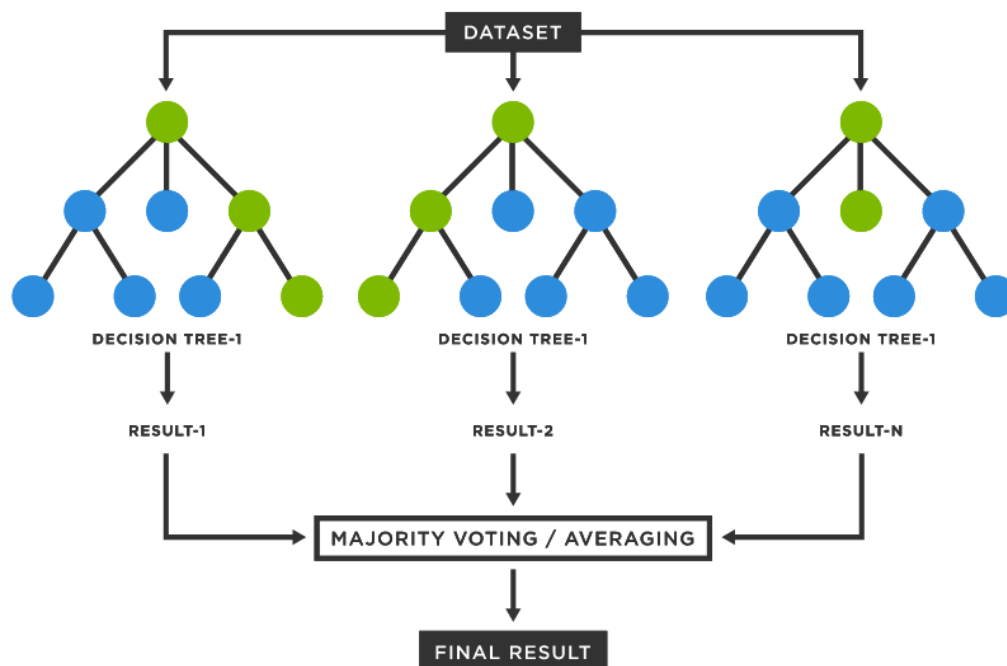 DATASET
DECISION TREE-1
DECISION TREE-1
DECISION TREE-1
RESULT-1
RESULT-2
RESULT-N
MAJORITY VOTING / AVERAGING
FINAL RESULT